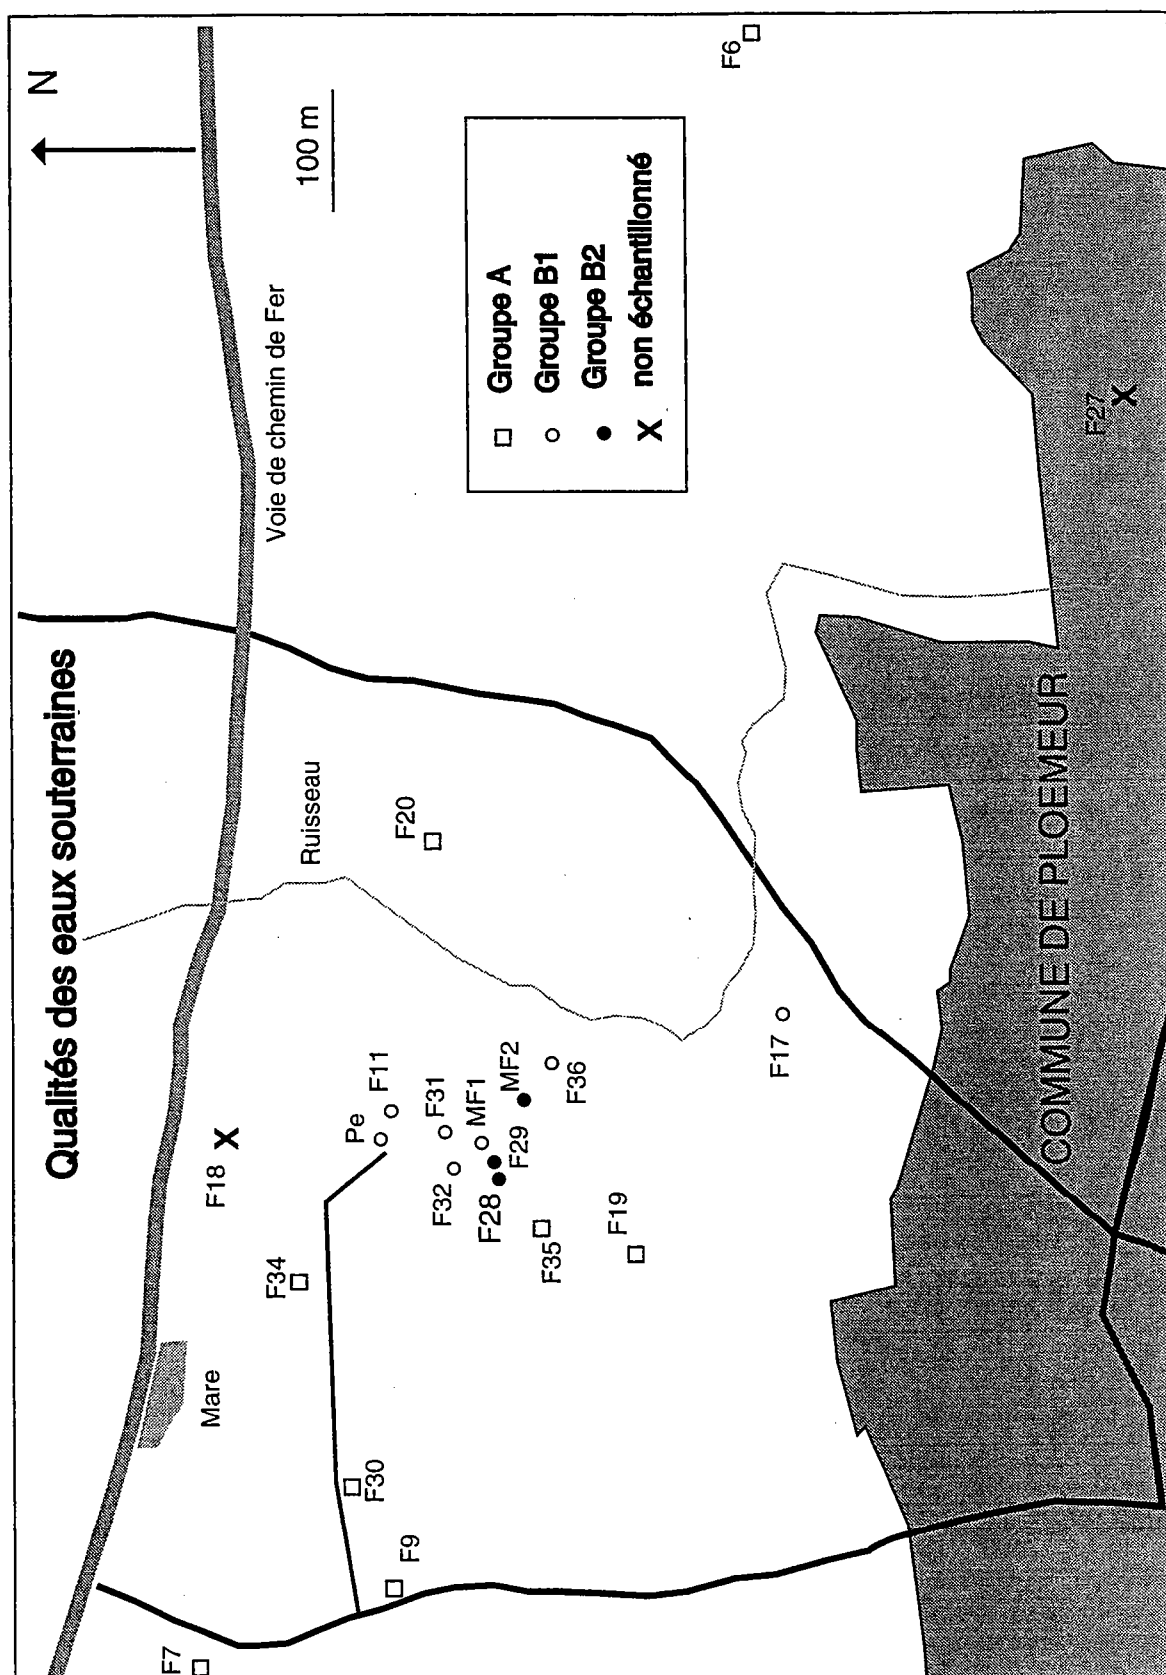 Qualités des eaux souterraines
N
100 m
Voie de chemin de Fer
Mare
Ruisseau
F7
F9
F30
F34
F18
Pe
F11
F31
F32
MF1
MF2
F28
F29
F36
F35
F19
F20
F17
F6
F27
Groupe A
Groupe B1
Groupe B2
X non échantillonné
X
X
COMMUNE DE PLOEMEUR